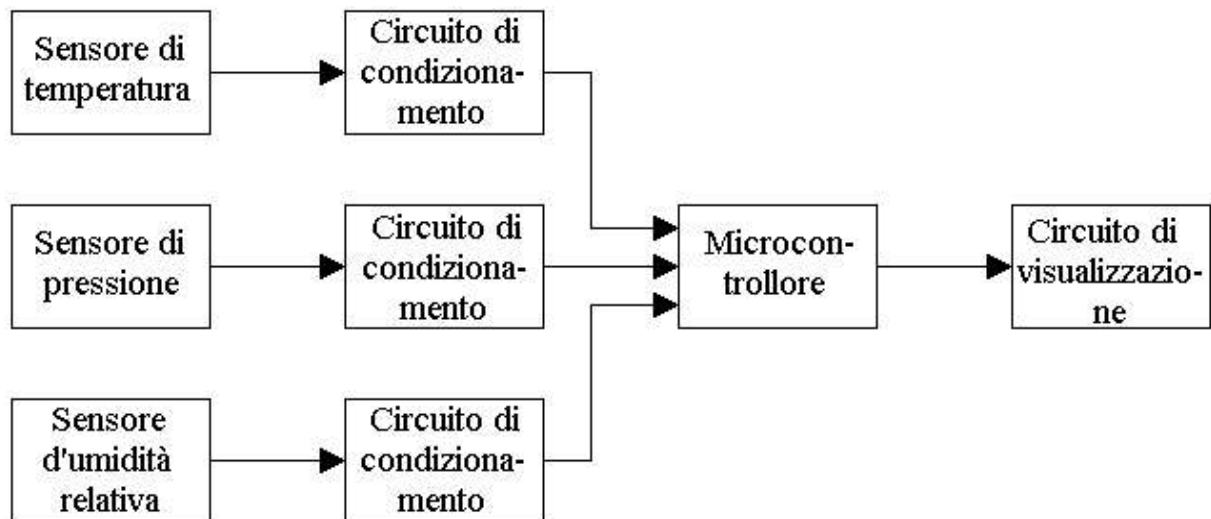 Sensore di
temperatura
Circuito di
condiziona-
mento
Sensore di
pressione
Circuito di
condiziona-
mento
Microcon-
trollore
Circuito di
visualizzazio-
ne
Sensore
d'umidità
relativa
Circuito di
condiziona-
mento